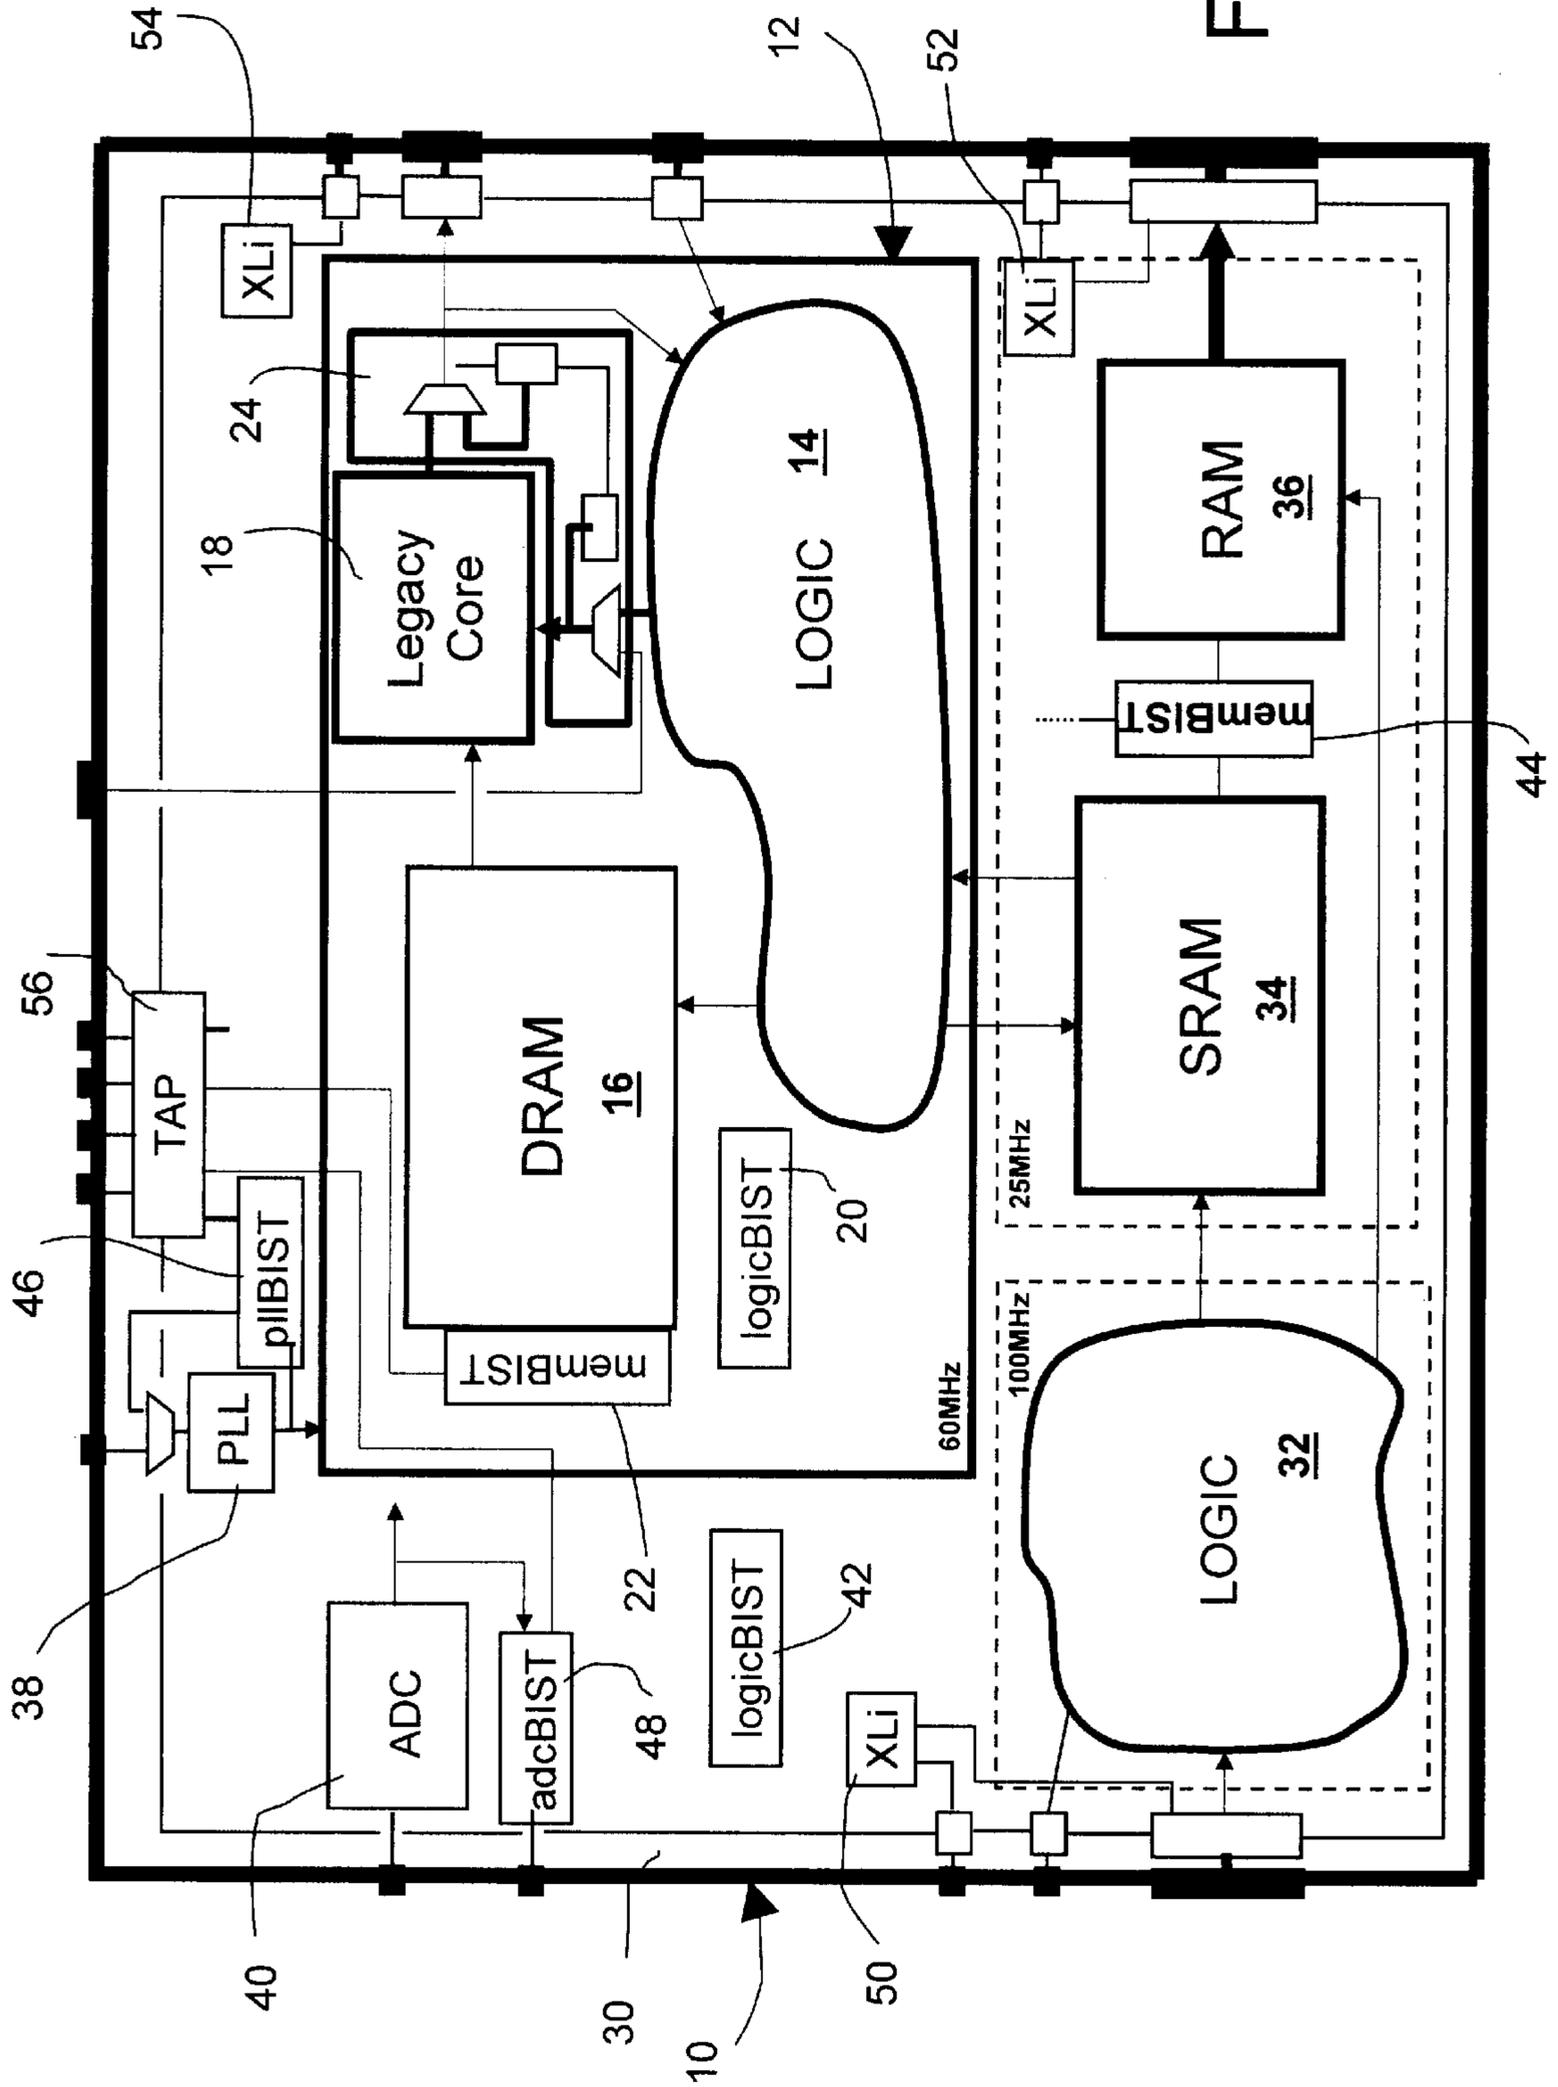 54
XLi
12
52
XLi
F
24
18
Legacy
Core
LOGIC
14
RAM
36
memBIST
44
56
TAP
DRAM
16
logicBIST
20
memBIST
22
60MHz
25MHz
SRAM
34
46
pllBIST
PLL
38
100MHz
LOGIC
32
ADC
40
adcBIST
48
logicBIST
42
XLi
50
30
10